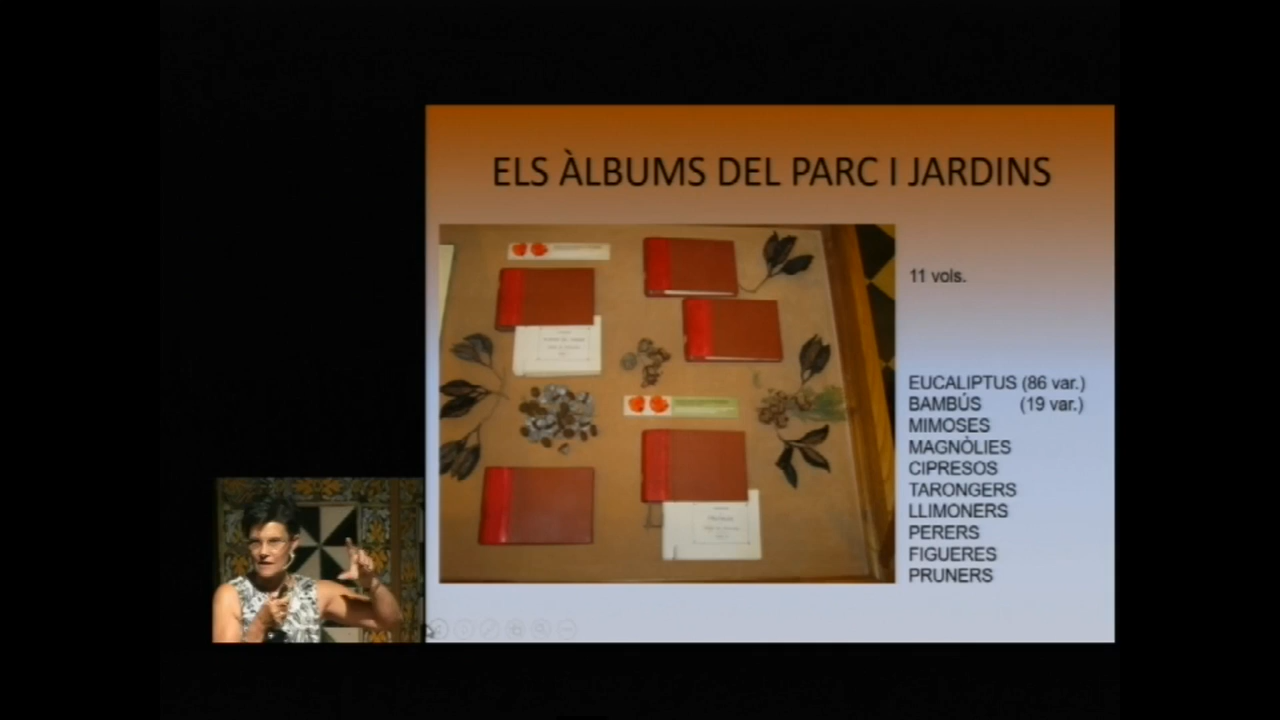 ELS ÀLBUMS DEL PARC I JARDINS
11 vols.
EUCALIPTUS (86 var.)
BAMBÚS (19 var.)
MIMOSES
MAGNÒLIES
CIPRESOS
TARONGERS
LLIMONERS
PERERS
FIGUERES
PRUNERS